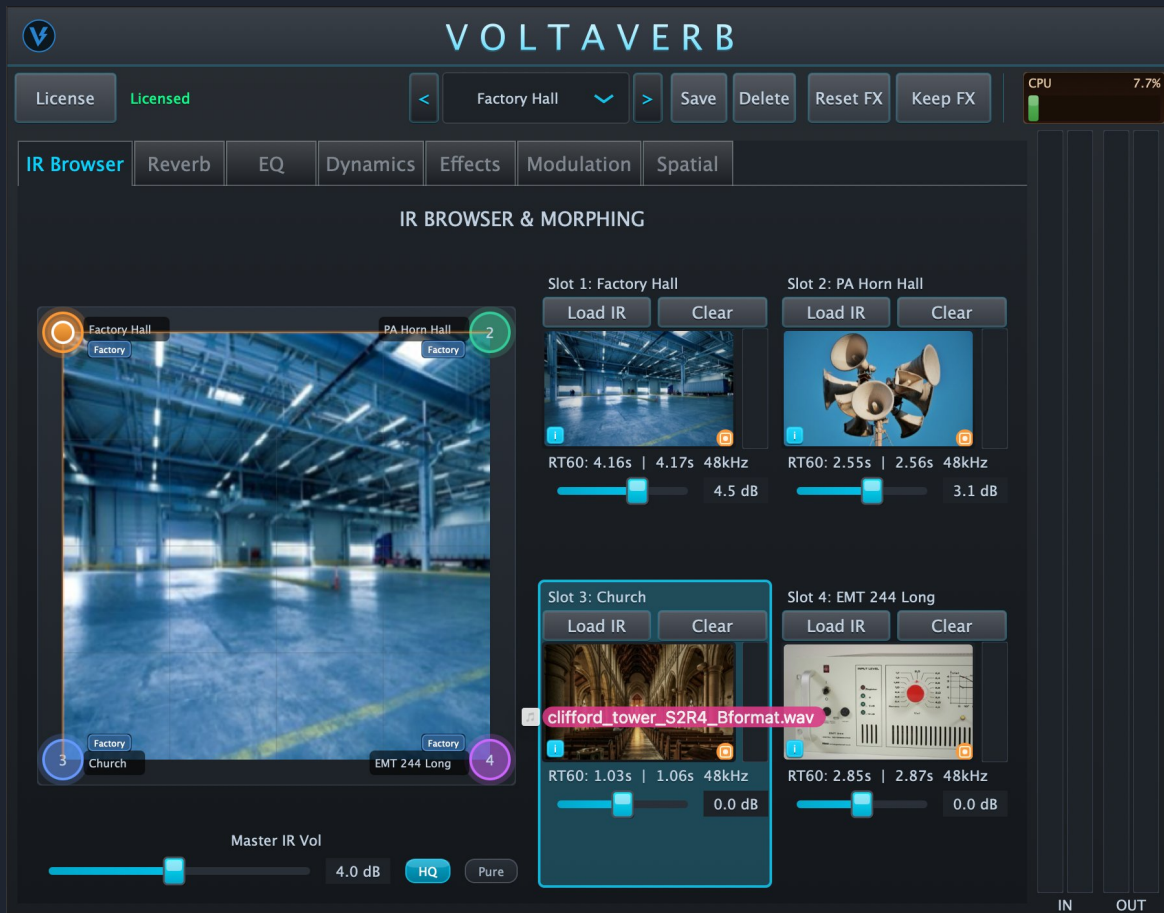 VOLTAVERB
License
Licensed
<
Factory Hall
>
Save
Delete
Reset FX
Keep FX
CPU
7.7%
IR Browser
Reverb
EQ
Dynamics
Effects
Modulation
Spatial
IR BROWSER & MORPHING
Factory Hall
Factory
PA Horn Hall
Factory
2
3
Factory
Church
Factory
EMT 244 Long
4
Slot 1: Factory Hall
Load IR
Clear
i
RT60: 4.16s | 4.17s 48kHz
4.5 dB
Slot 2: PA Horn Hall
Load IR
Clear
i
RT60: 2.55s | 2.56s 48kHz
3.1 dB
Slot 3: Church
Load IR
Clear
clifford_tower_S2R4_Bformat.wav
i
RT60: 1.03s | 1.06s 48kHz
0.0 dB
Slot 4: EMT 244 Long
Load IR
Clear
INPUT LEVEL
i
RT60: 2.85s | 2.87s 48kHz
0.0 dB
Master IR Vol
4.0 dB
HQ
Pure
IN
OUT